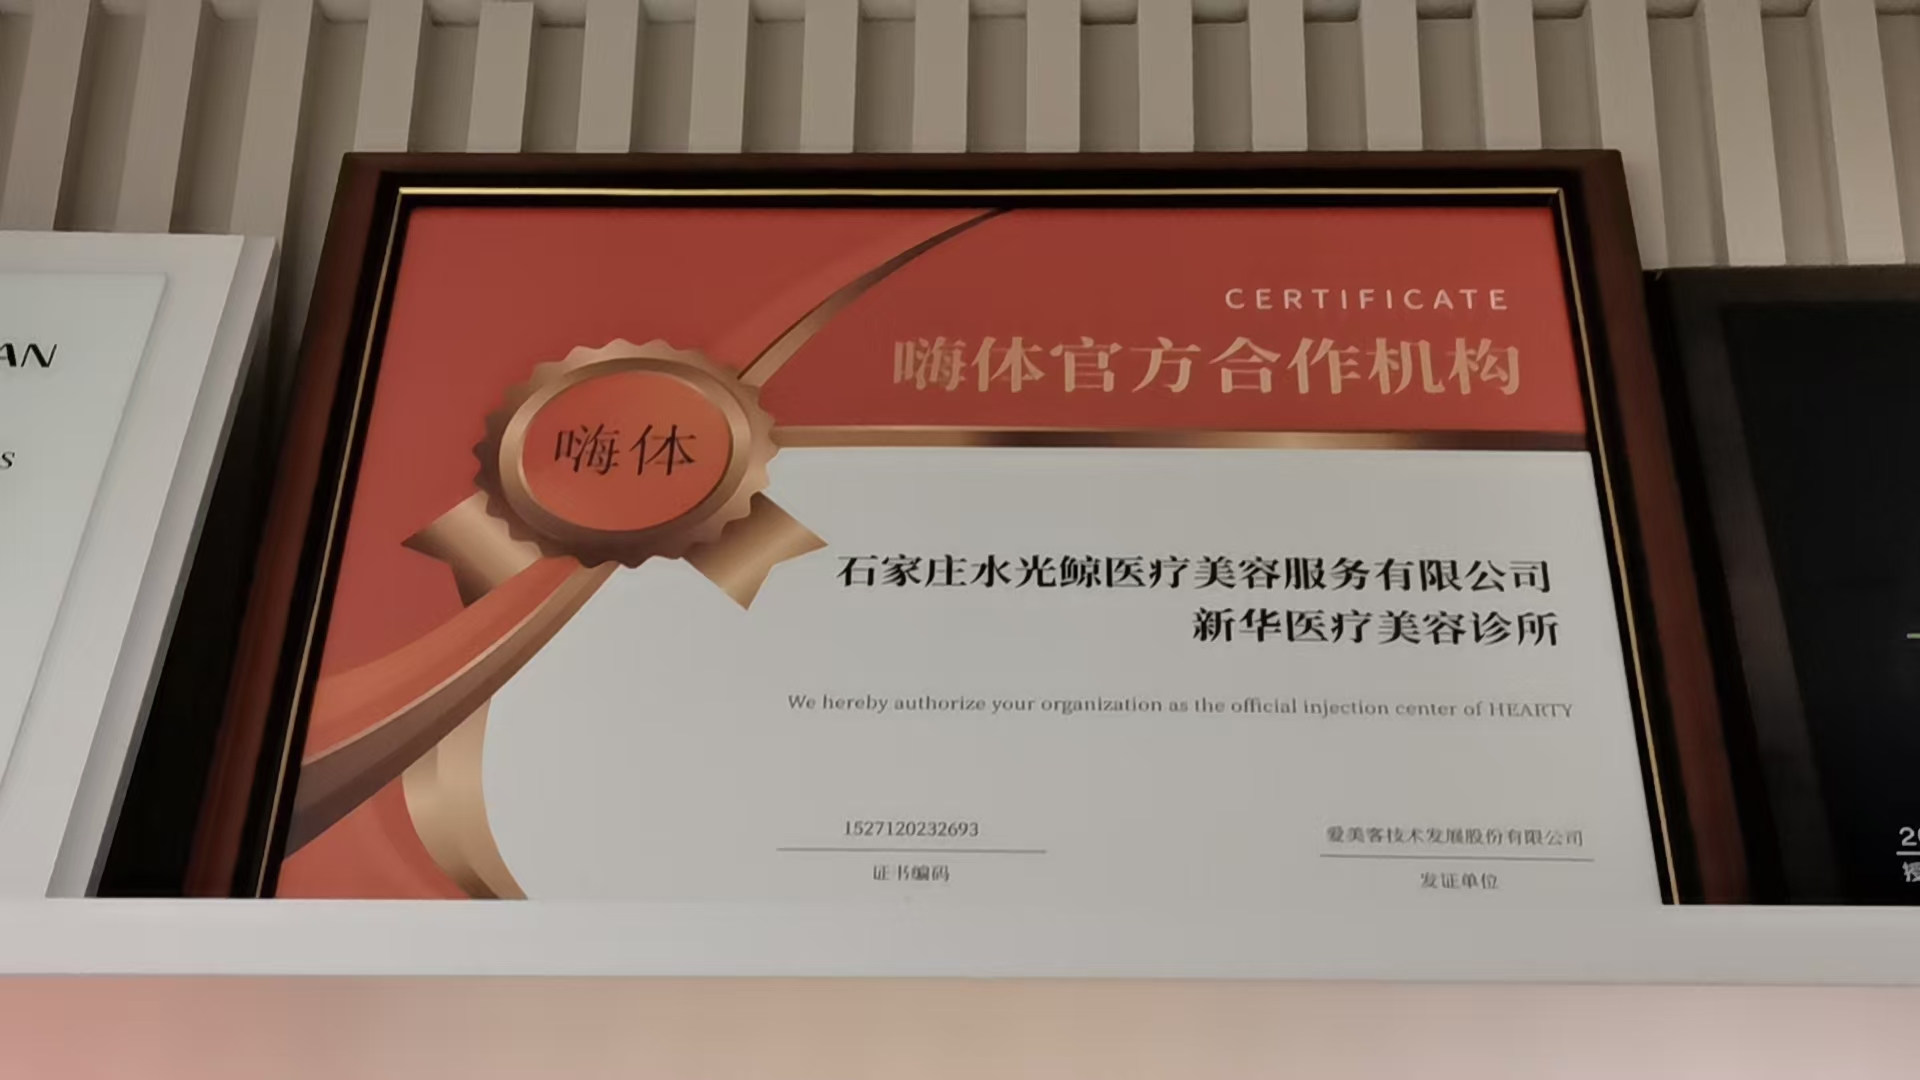 CERTIFICATE
嗨体官方合作机构
嗨体
石家庄水光鲸医疗美容服务有限公司
新华医疗美容诊所
We hereby authorize your organization as the official injection center of HEARTY
1527120232693
证书编码
爱美客技术发展股份有限公司
发证单位
AN
s
20
授